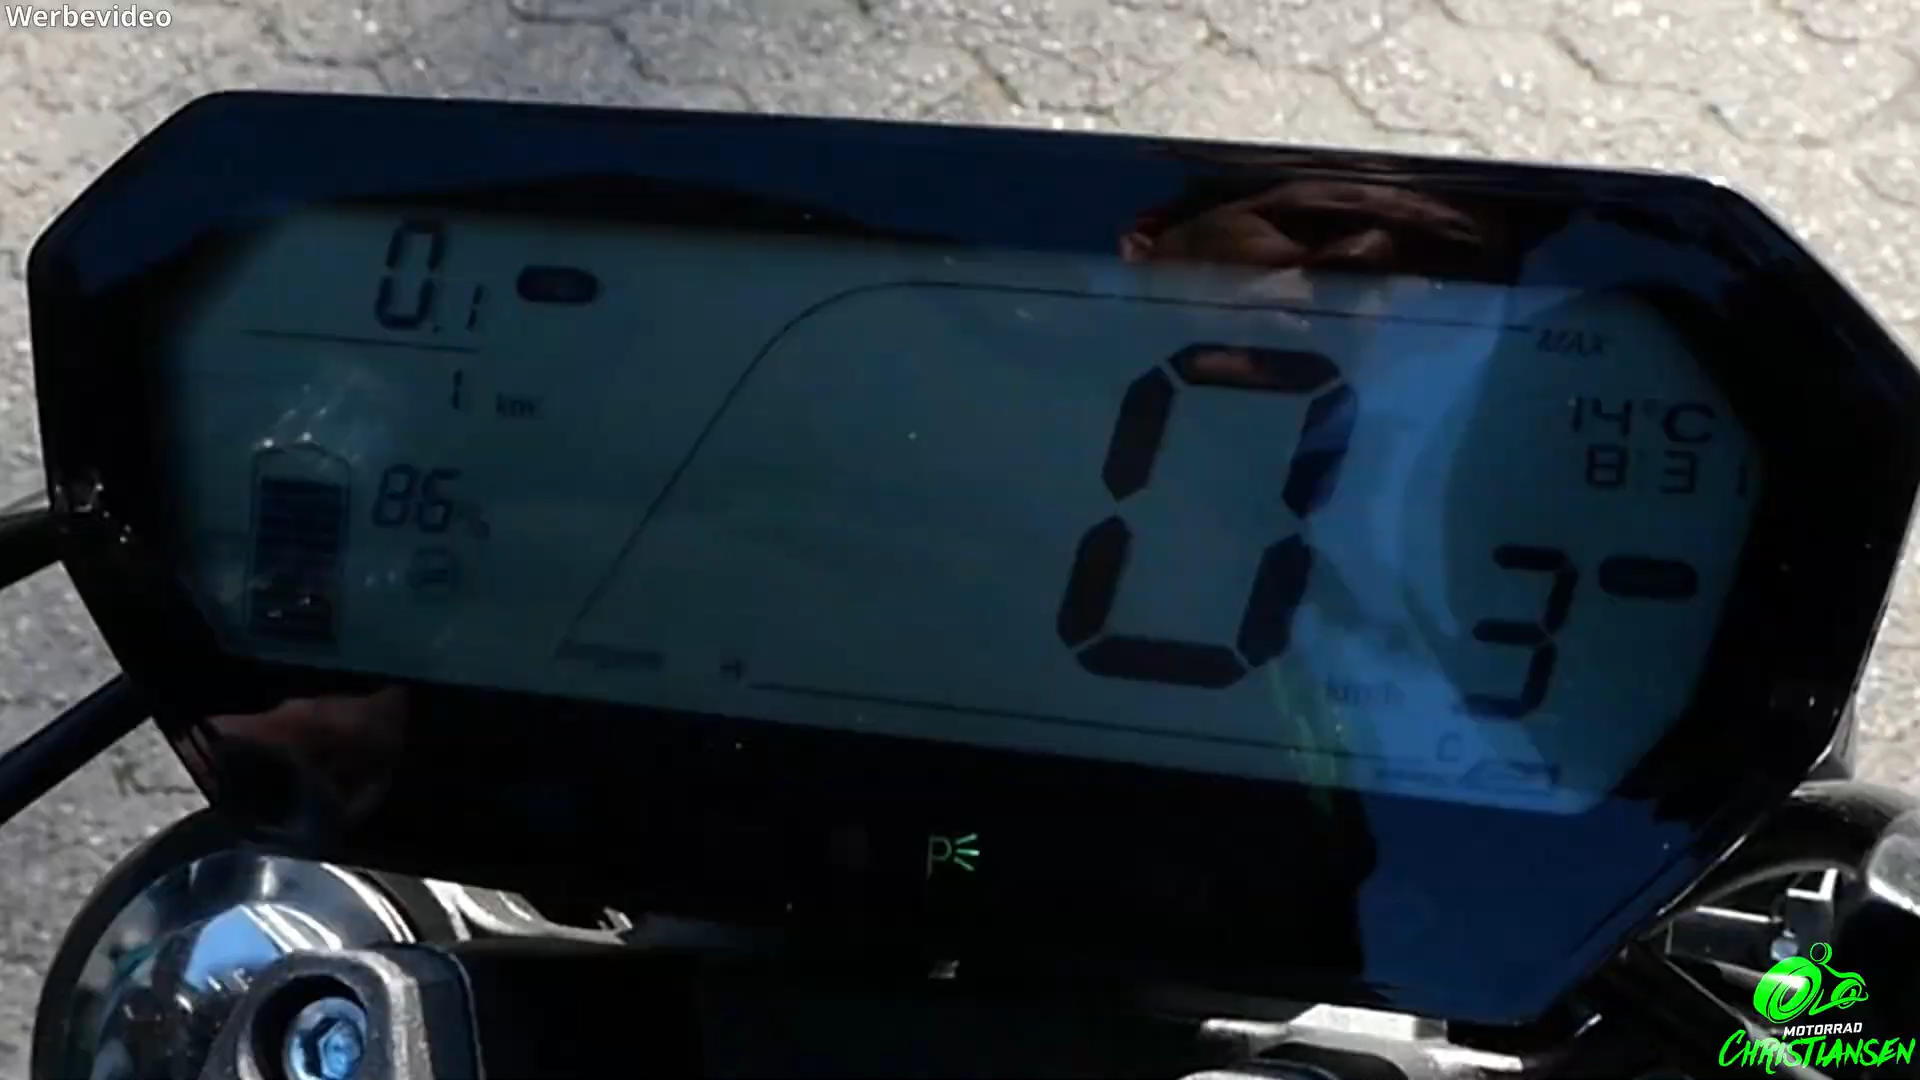 Werbevideo
0.1
1 km
86%
MAX
14°C
8:31
0
km/h
3
C
P
MOTORRAD
CHRISTIANSEN